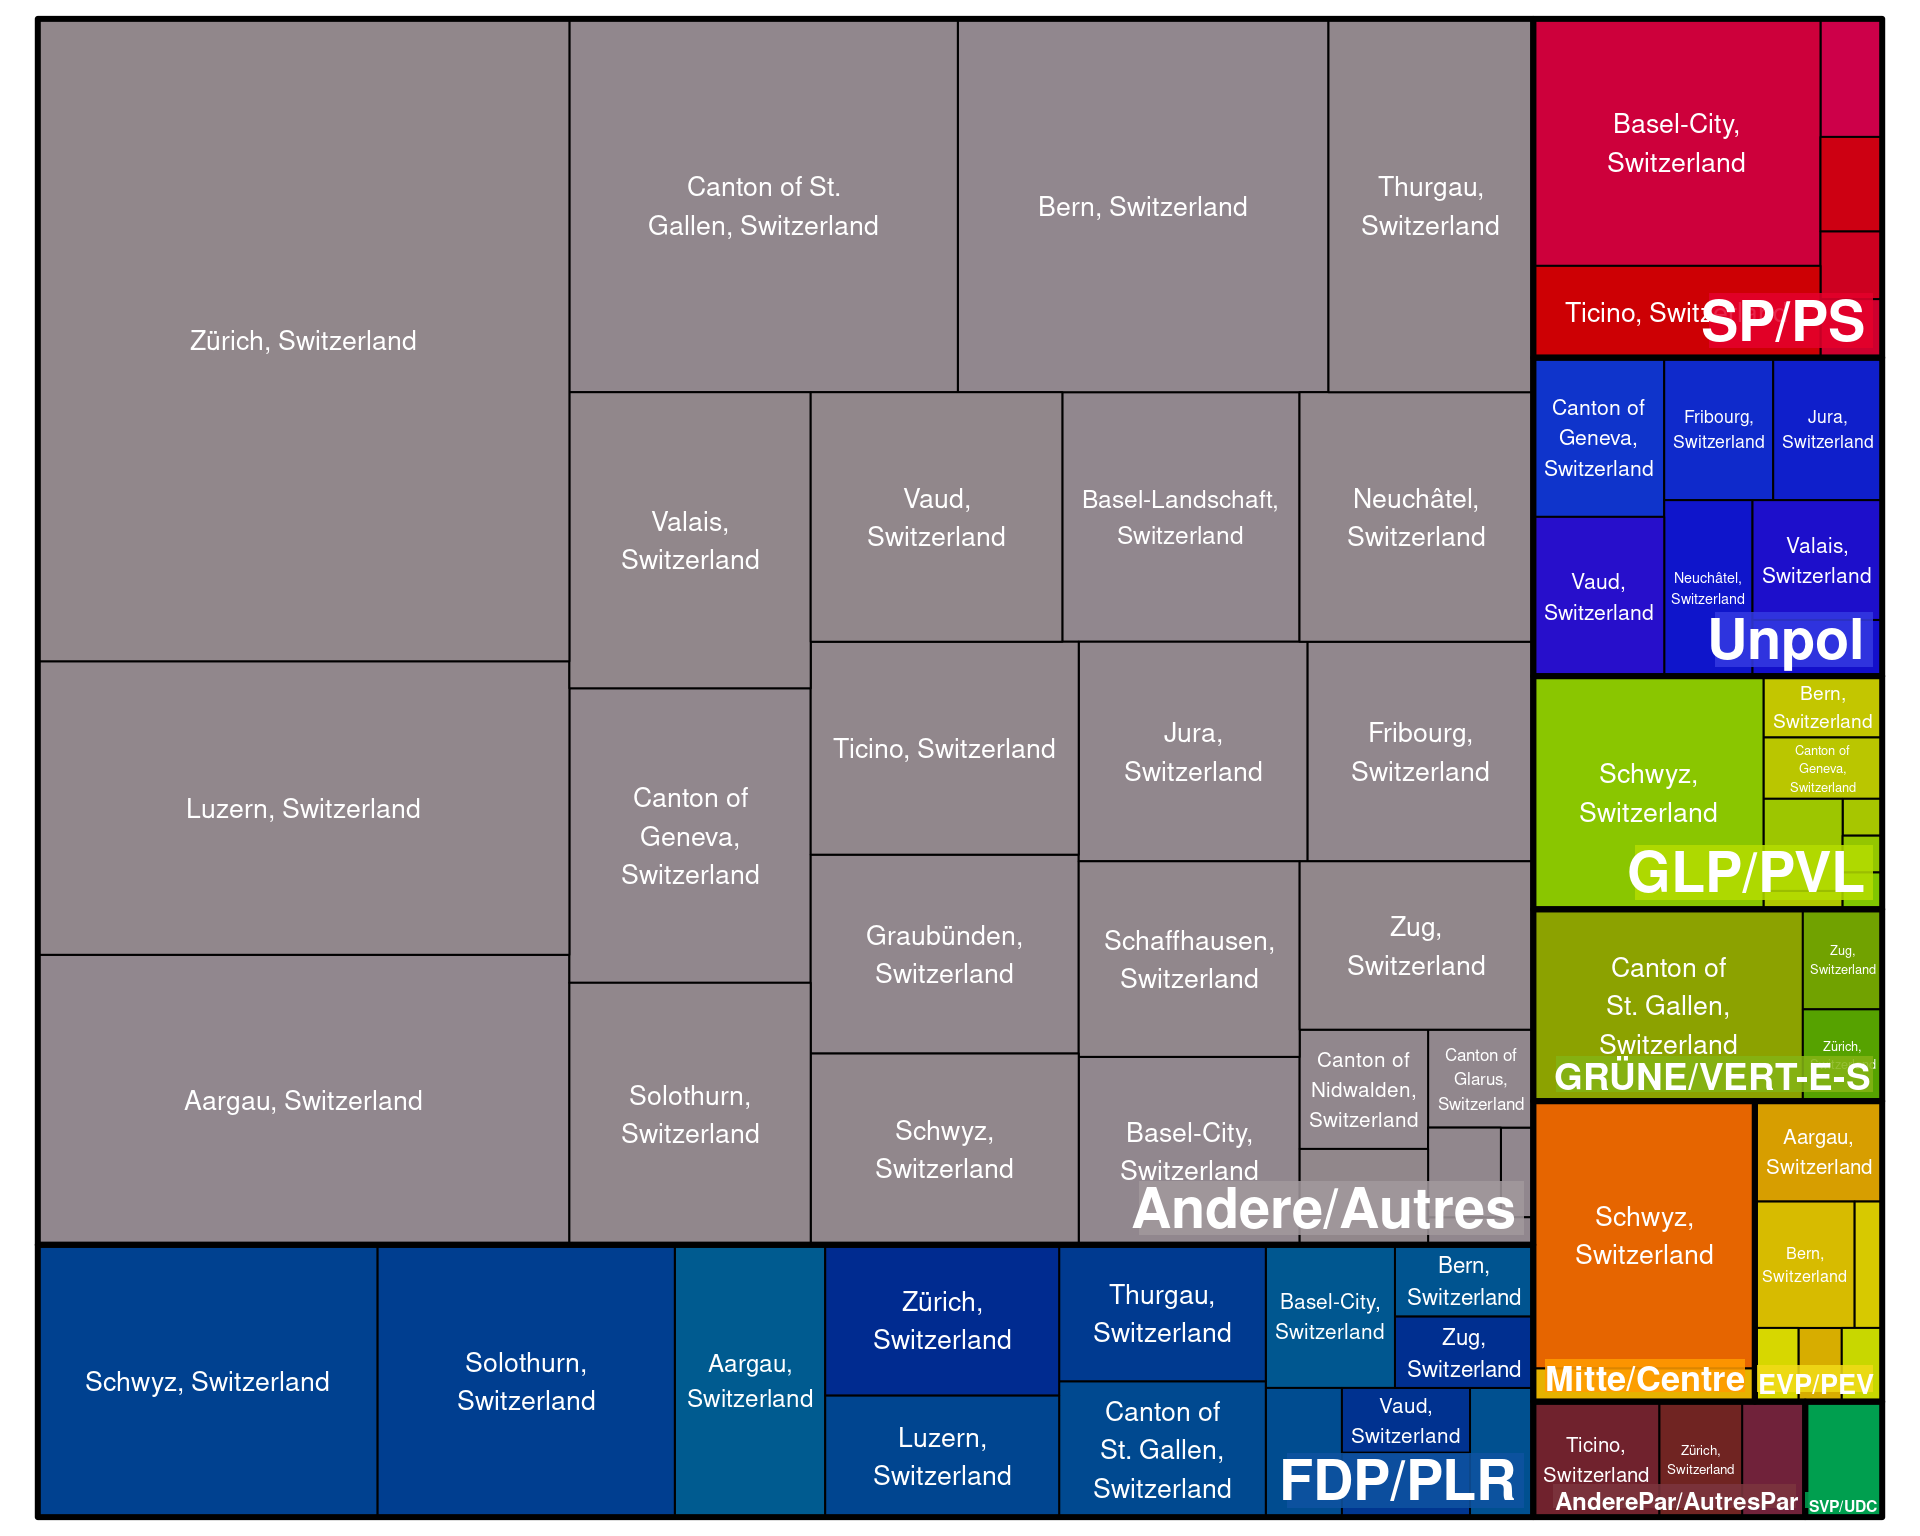 Zürich, Switzerland
Luzern, Switzerland
Aargau, Switzerland
Canton of St.
Gallen, Switzerland
Bern, Switzerland
Thurgau,
Switzerland
Valais,
Switzerland
Vaud,
Switzerland
Basel-Landschaft,
Switzerland
Neuchâtel,
Switzerland
Canton of
Geneva,
Switzerland
Solothurn,
Switzerland
Ticino, Switzerland
Jura,
Switzerland
Fribourg,
Switzerland
Graubünden,
Switzerland
Schaffhausen,
Switzerland
Zug,
Switzerland
Schwyz,
Switzerland
Basel-City,
Switzerland
Canton of
Nidwalden,
Switzerland
Canton of
Glarus,
Switzerland
Andere/Autres
Schwyz, Switzerland
Solothurn,
Switzerland
Aargau,
Switzerland
Zürich,
Switzerland
Luzern,
Switzerland
Thurgau,
Switzerland
Canton of
St. Gallen,
Switzerland
Basel-City,
Switzerland
Bern,
Switzerland
Zug,
Switzerland
Vaud,
Switzerland
FDP/PLR
Basel-City,
Switzerland
Ticino, Switzerland
SP/PS
Canton of
Geneva,
Switzerland
Fribourg,
Switzerland
Jura,
Switzerland
Vaud,
Switzerland
Neuchâtel,
Switzerland
Valais,
Switzerland
Unpol
Schwyz,
Switzerland
Bern,
Switzerland
Canton of
Geneva,
Switzerland
GLP/PVL
Canton of
St. Gallen,
Switzerland
Zug,
Switzerland
Zürich,
Switzerland
GRÜNE/VERT-E-S
Schwyz,
Switzerland
Mitte/Centre
Aargau,
Switzerland
Bern,
Switzerland
EVP/PEV
Ticino,
Switzerland
Zürich,
Switzerland
AnderePar/AutresPar
SVP/UDC